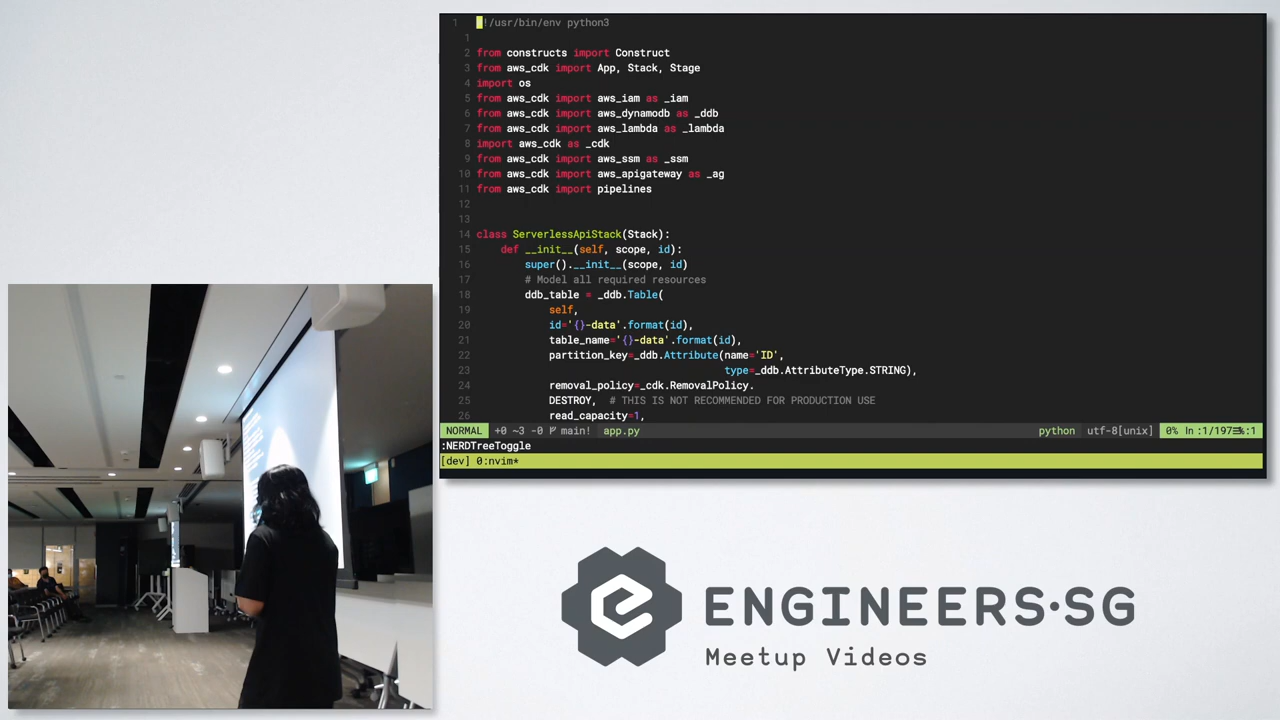 1 #!/usr/bin/env python3
1
2 from constructs import Construct
3 from aws_cdk import App, Stack, Stage
4 import os
5 from aws_cdk import aws_iam as _iam
6 from aws_cdk import aws_dynamodb as _ddb
7 from aws_cdk import aws_lambda as _lambda
8 import aws_cdk as _cdk
9 from aws_cdk import aws_ssm as _ssm
10 from aws_cdk import aws_apigateway as _ag
11 from aws_cdk import pipelines
12
13
14 class ServerlessApiStack(Stack):
15 def __init__(self, scope, id):
16 super().__init__(scope, id)
17 # Model all required resources
18 ddb_table = _ddb.Table(
19 self,
20 id='{}-data'.format(id),
21 table_name='{}-data'.format(id),
22 partition_key=_ddb.Attribute(name='ID',
23 type=_ddb.AttributeType.STRING),
24 removal_policy=_cdk.RemovalPolicy.
25 DESTROY, # THIS IS NOT RECOMMENDED FOR PRODUCTION USE
26 read_capacity=1,
NORMAL +0 ~3 -0 main! app.py python utf-8[unix] 0% ln :1/197☰%:1
:NERDTreeToggle
[dev] 0:nvim*
ENGINEERS·SG
Meetup Videos